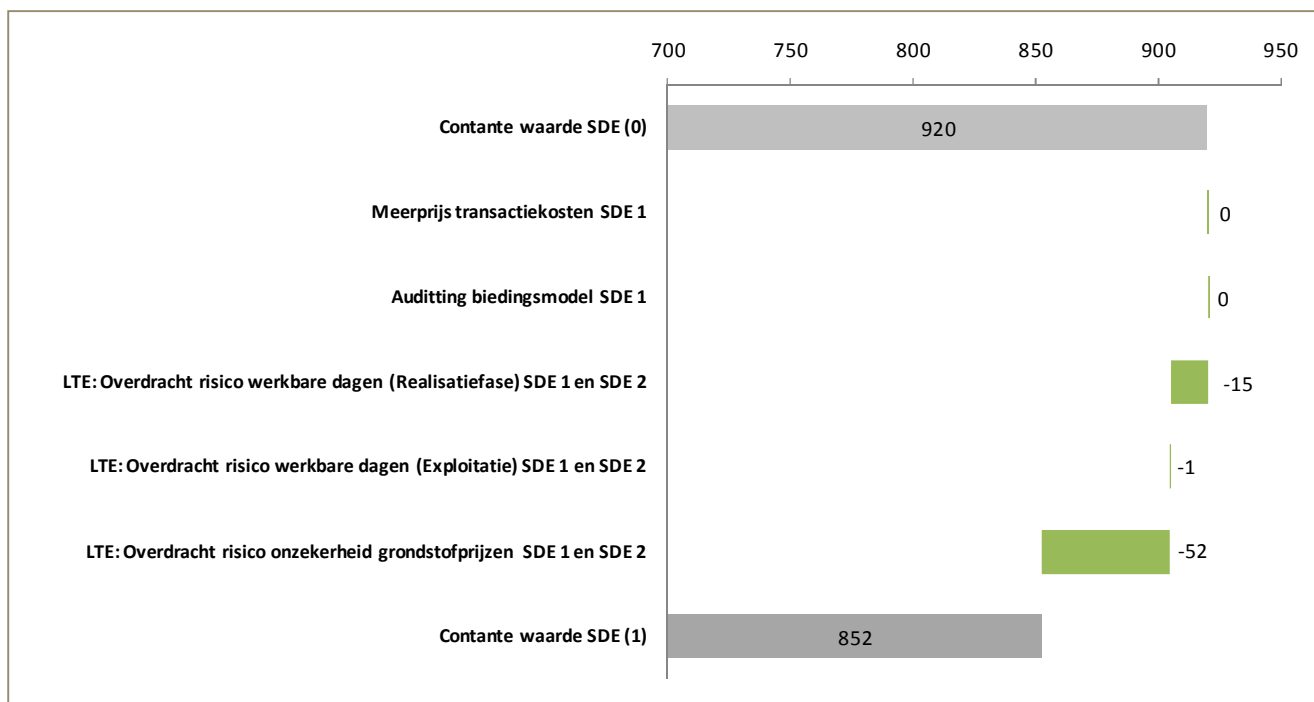 700 750 800 850 900 950
Contante waarde SDE (0) 920
Meerprijs transactiekosten SDE 1 0
Auditting biedingsmodel SDE 1 0
LTE: Overdracht risico werkbare dagen (Realisatiefase) SDE 1 en SDE 2 -15
LTE: Overdracht risico werkbare dagen (Exploitatie) SDE 1 en SDE 2 -1
LTE: Overdracht risico onzekerheid grondstofprijzen SDE 1 en SDE 2 -52
Contante waarde SDE (1) 852